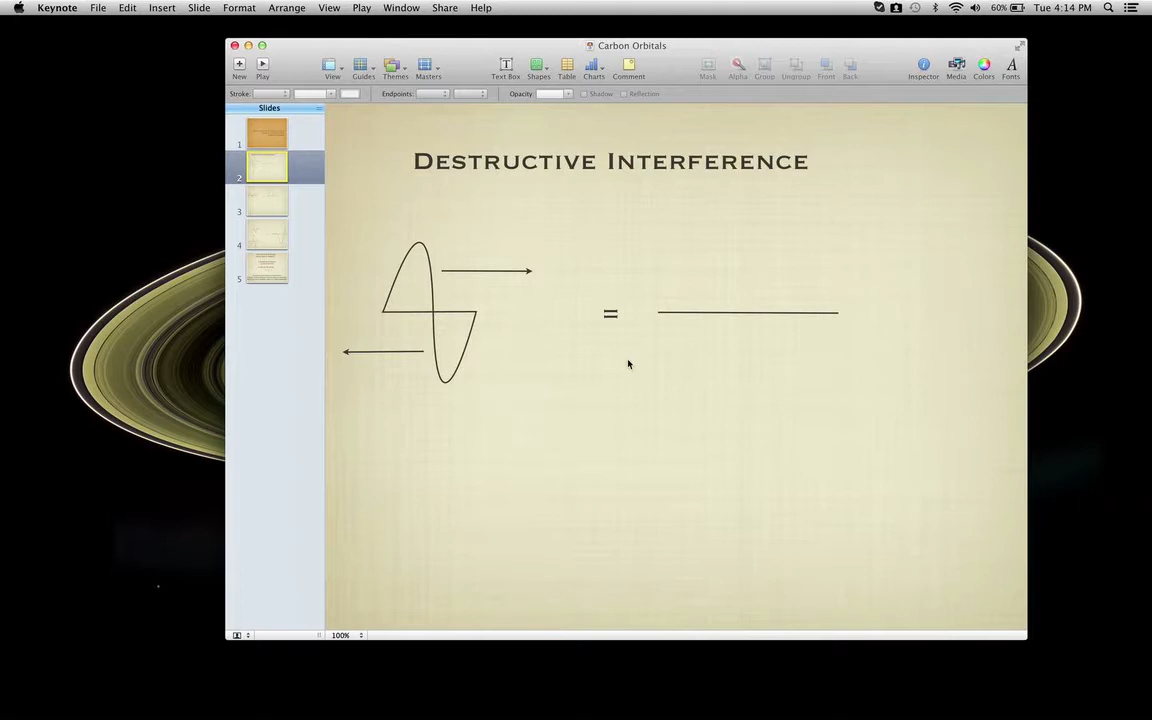 Keynote File Edit Insert Slide Format Arrange View Play Window Share Help 60% Tue 4:14 PM
Carbon Orbitals
New Play View Guides Themes Masters Text Box Shapes Table Charts Comment Mask Alpha Group Ungroup Front Back Inspector Media Colors Fonts
Stroke: Endpoints: Opacity: Shadow Reflection
Slides
1
2
3
4
5
Destructive Interference
=
100%